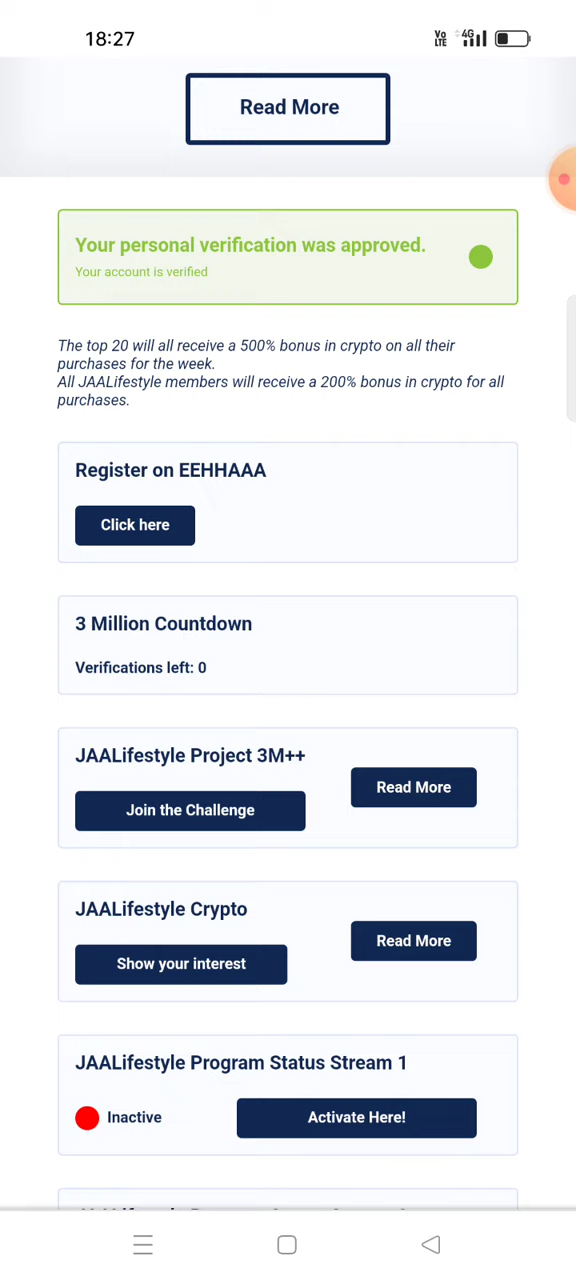 18:27
Vo LTE 4G
Read More
Your personal verification was approved.
Your account is verified
The top 20 will all receive a 500% bonus in crypto on all their
purchases for the week.
All JAALifestyle members will receive a 200% bonus in crypto for all
purchases.
Register on EEHHAAA
Click here
3 Million Countdown
Verifications left: 0
JAALifestyle Project 3M++
Read More
Join the Challenge
JAALifestyle Crypto
Read More
Show your interest
JAALifestyle Program Status Stream 1
Inactive
Activate Here!